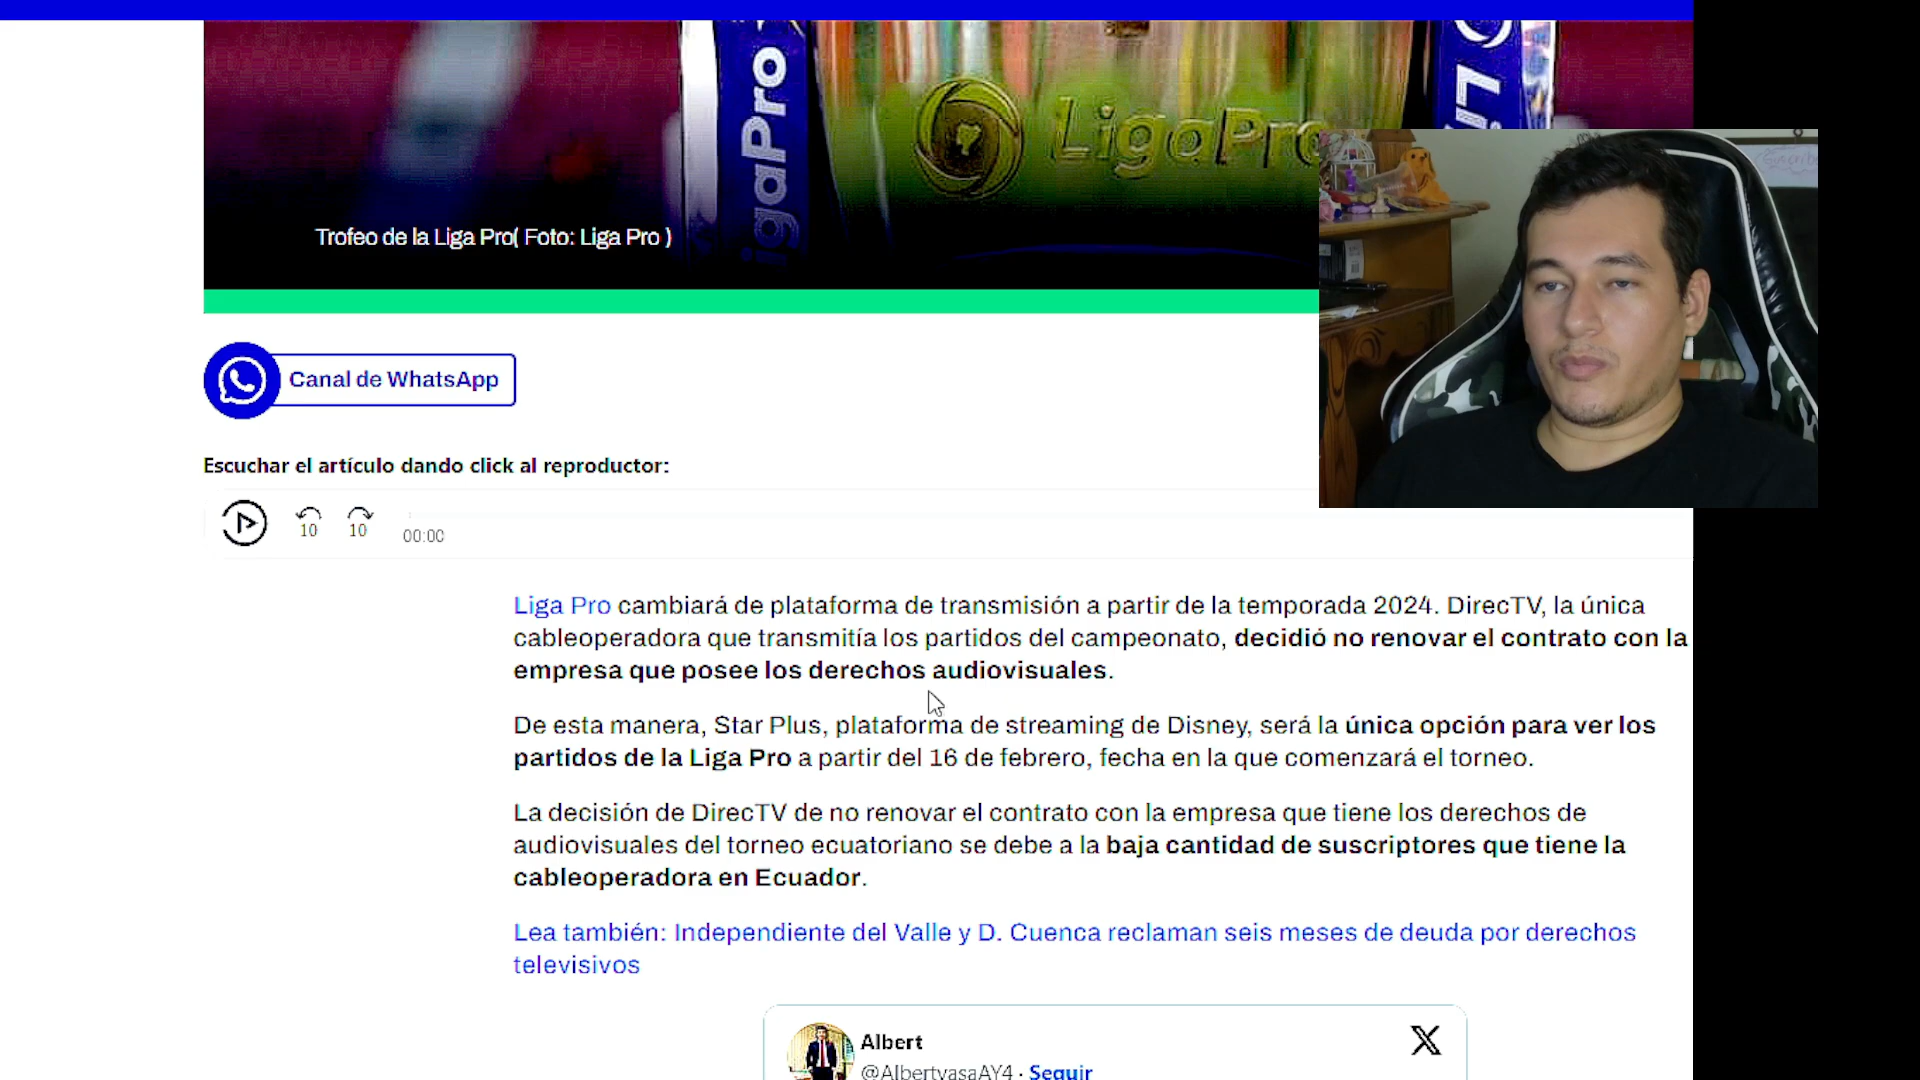 LigaPro
LigaPro
Li
Trofeo de la Liga Pro( Foto: Liga Pro )
Canal de WhatsApp
Escuchar el artículo dando click al reproductor:
10
10
00:00
Liga Pro cambiará de plataforma de transmisión a partir de la temporada 2024. DirecTV, la única
cableoperadora que transmitía los partidos del campeonato, decidió no renovar el contrato con la
empresa que posee los derechos audiovisuales.
De esta manera, Star Plus, plataforma de streaming de Disney, será la única opción para ver los
partidos de la Liga Pro a partir del 16 de febrero, fecha en la que comenzará el torneo.
La decisión de DirecTV de no renovar el contrato con la empresa que tiene los derechos de
audiovisuales del torneo ecuatoriano se debe a la baja cantidad de suscriptores que tiene la
cableoperadora en Ecuador.
Lea también: Independiente del Valle y D. Cuenca reclaman seis meses de deuda por derechos
televisivos
Albert
@AlbertyasaAY4 · Seguir